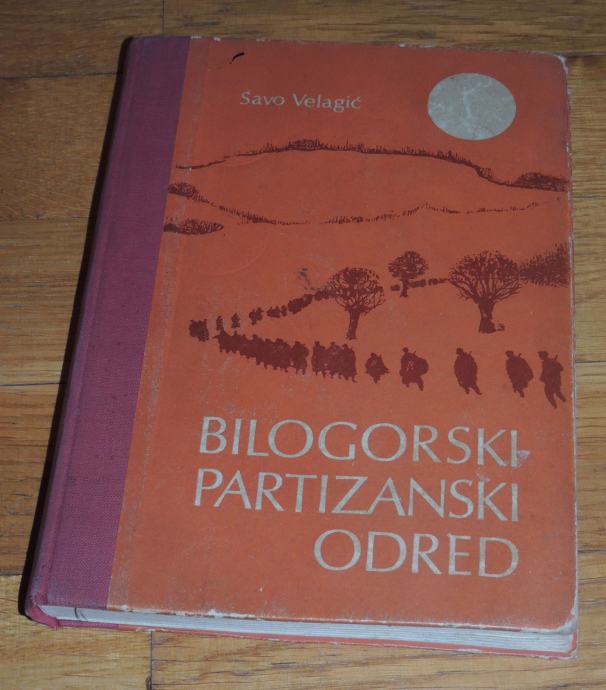 Savo Velagić
BILOGORSKI
PARTIZANSKI
ODRED